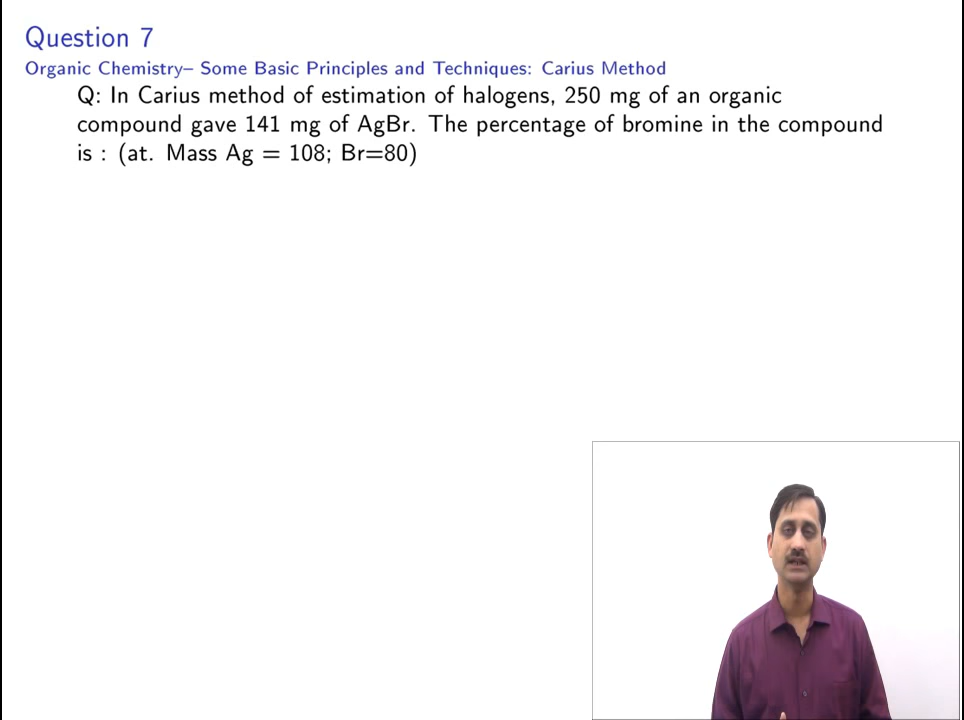 Question 7
Organic Chemistry– Some Basic Principles and Techniques: Carius Method
Q: In Carius method of estimation of halogens, 250 mg of an organic
compound gave 141 mg of AgBr. The percentage of bromine in the compound
is : (at. Mass Ag = 108; Br=80)